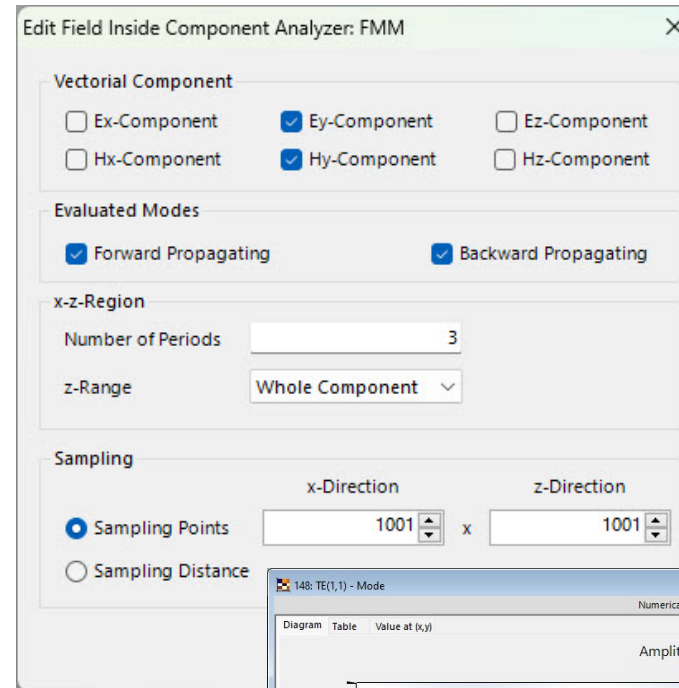 Edit Field Inside Component Analyzer: FMM
Vectorial Component
Ex-Component Ey-Component Ez-Component
Hx-Component Hy-Component Hz-Component
Evaluated Modes
Forward Propagating Backward Propagating
x-z-Region
Number of Periods 3
z-Range Whole Component
Sampling
x-Direction z-Direction
Sampling Points 1001 x 1001
Sampling Distance
148: TE(1,1) - Mode
Numerica
Diagram Table Value at (x,y)
Amplit